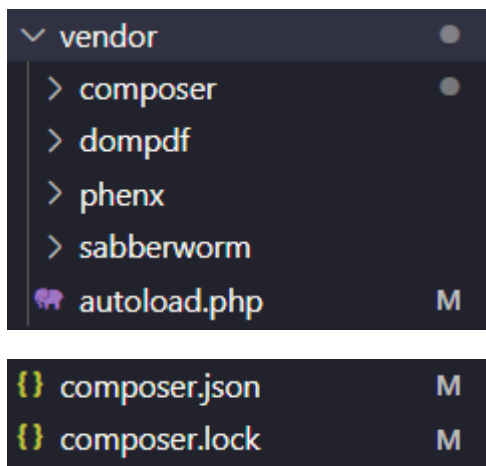 vendor
composer
dompdf
phenx
sabberworm
autoload.php M
{} composer.json M
{} composer.lock M